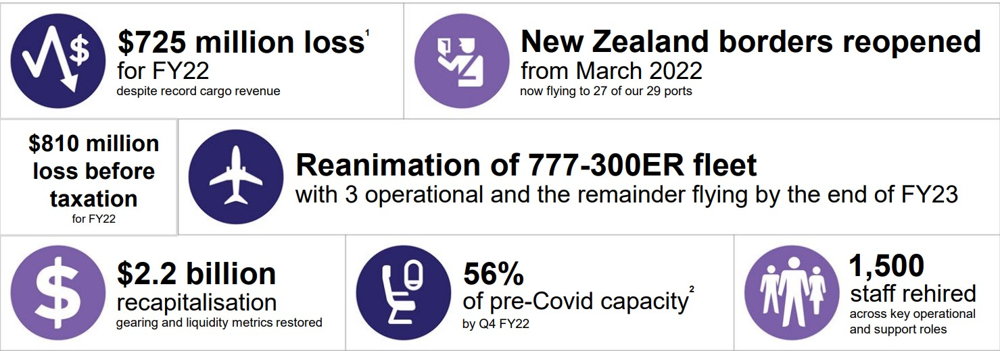 $725 million loss¹
for FY22
despite record cargo revenue
New Zealand borders reopened
from March 2022
now flying to 27 of our 29 ports
$810 million
loss before
taxation
for FY22
Reanimation of 777-300ER fleet
with 3 operational and the remainder flying by the end of FY23
$2.2 billion
recapitalisation
gearing and liquidity metrics restored
56%
of pre-Covid capacity²
by Q4 FY22
1,500
staff rehired
across key operational
and support roles